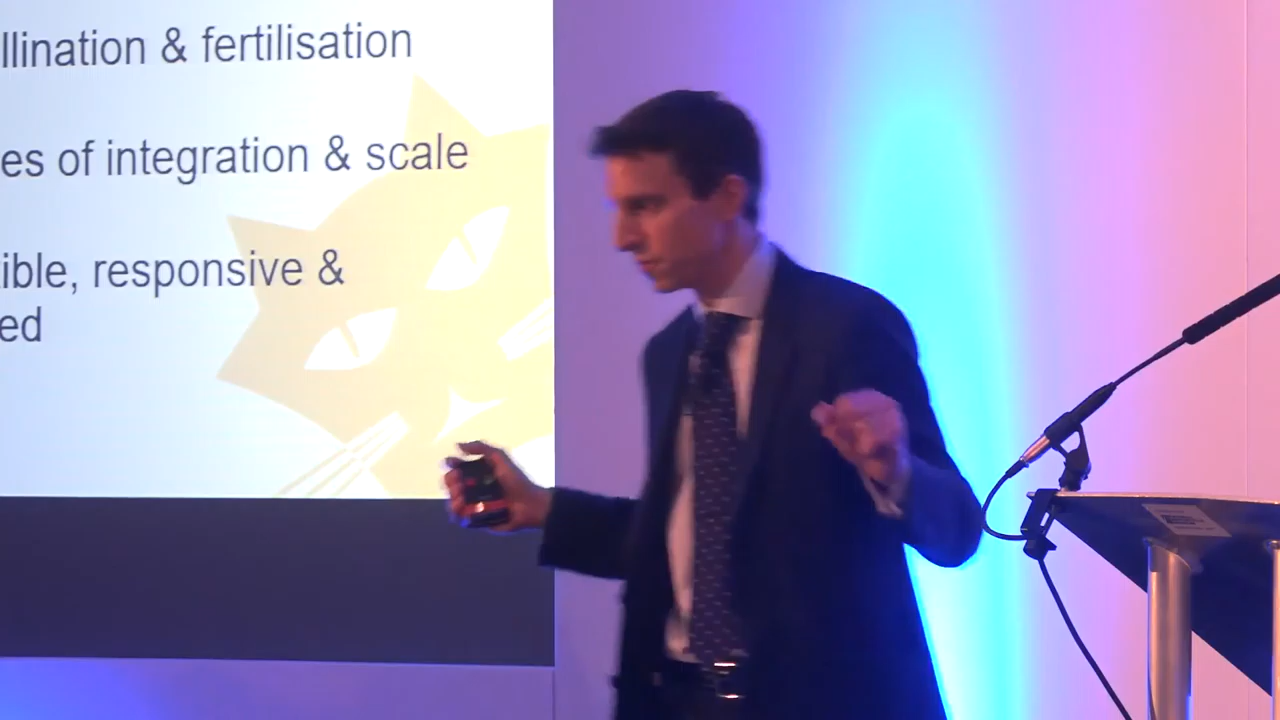 llination & fertilisation
es of integration & scale
ible, responsive &
ed